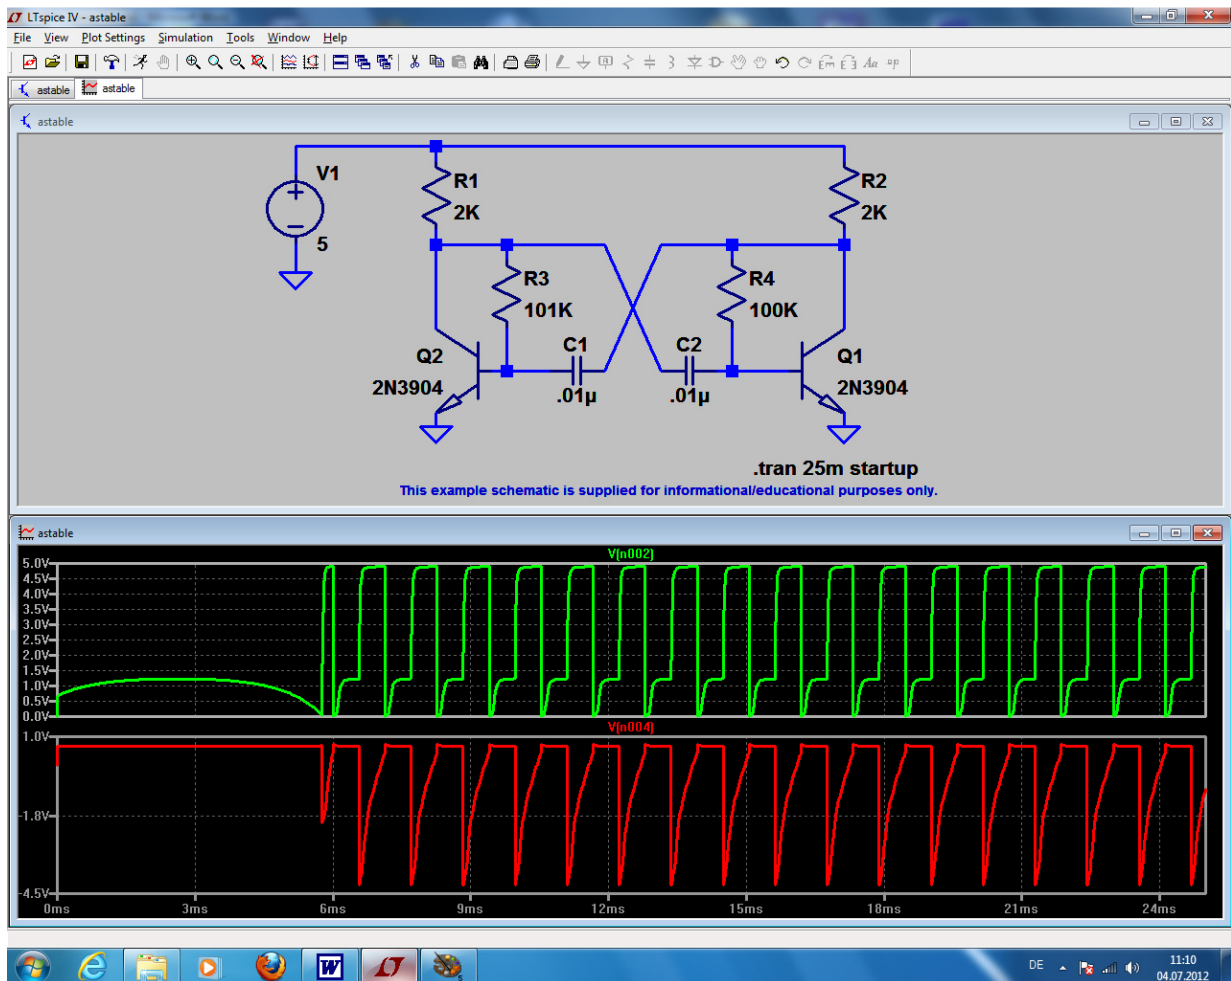 LTspice IV - astable
File View Plot Settings Simulation Tools Window Help
astable astable
astable
V1
5
R1
2K
R2
2K
R3
101K
R4
100K
C1
.01µ
C2
.01µ
Q2
2N3904
Q1
2N3904
.tran 25m startup
This example schematic is supplied for informational/educational purposes only.
astable
V(n002)
5.0V
4.5V
4.0V
3.5V
3.0V
2.5V
2.0V
1.5V
1.0V
0.5V
0.0V
V(n004)
1.0V
-1.8V
-4.5V
0ms 3ms 6ms 9ms 12ms 15ms 18ms 21ms 24ms
DE
11:10
04.07.2012